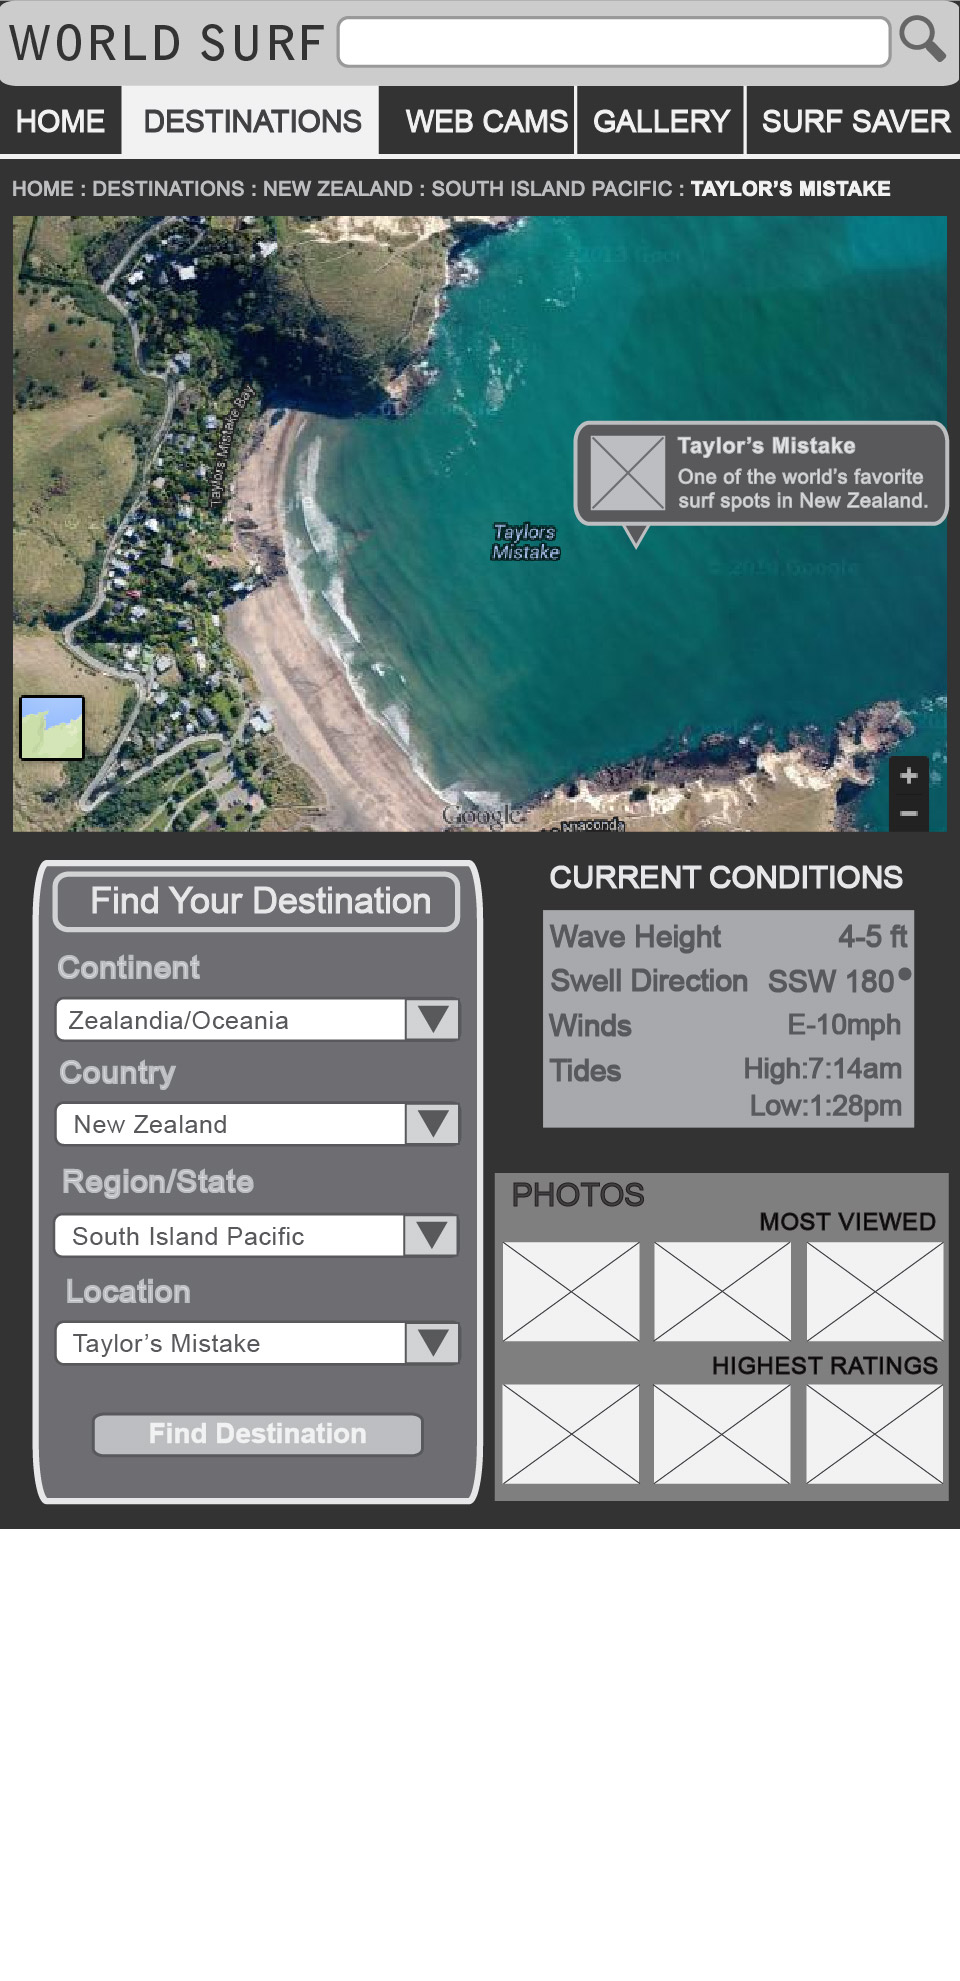 WORLD SURF
HOME DESTINATIONS WEB CAMS GALLERY SURF SAVER
HOME : DESTINATIONS : NEW ZEALAND : SOUTH ISLAND PACIFIC : TAYLOR’S MISTAKE
Taylors Mistake Bay
Taylor’s Mistake
One of the world’s favorite
surf spots in New Zealand.
Taylors
Mistake
Google
+
−
Find Your Destination
Continent
Zealandia/Oceania
Country
New Zealand
Region/State
South Island Pacific
Location
Taylor’s Mistake
Find Destination
CURRENT CONDITIONS
Wave Height 4-5 ft
Swell Direction SSW 180°
Winds E-10mph
Tides High:7:14am
Low:1:28pm
PHOTOS
MOST VIEWED
HIGHEST RATINGS